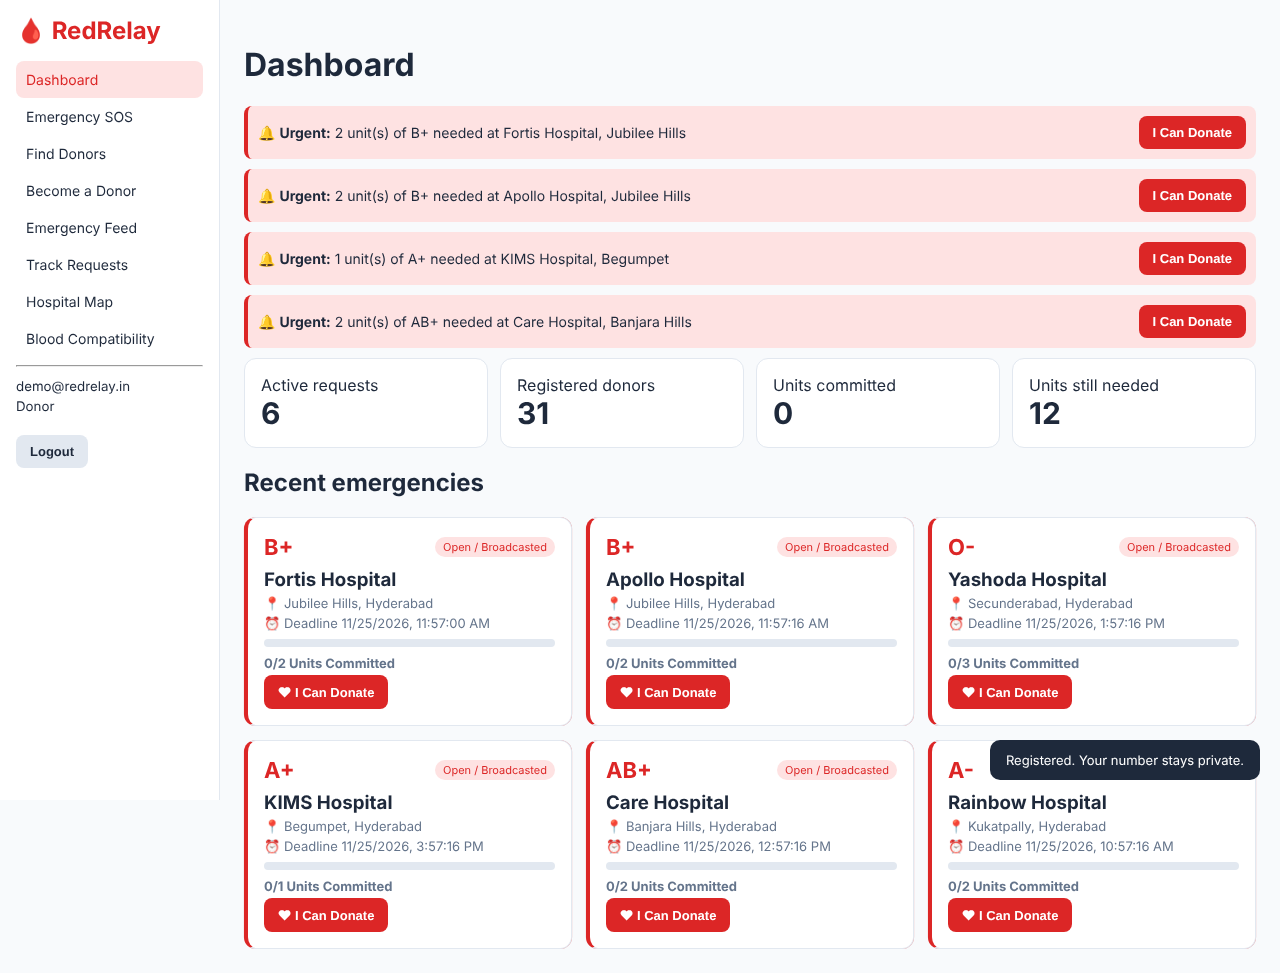 RedRelay
Dashboard
Emergency SOS
Find Donors
Become a Donor
Emergency Feed
Track Requests
Hospital Map
Blood Compatibility
demo@redrelay.in
Donor
Logout
Dashboard
Urgent: 2 unit(s) of B+ needed at Fortis Hospital, Jubilee Hills
I Can Donate
Urgent: 2 unit(s) of B+ needed at Apollo Hospital, Jubilee Hills
I Can Donate
Urgent: 1 unit(s) of A+ needed at KIMS Hospital, Begumpet
I Can Donate
Urgent: 2 unit(s) of AB+ needed at Care Hospital, Banjara Hills
I Can Donate
Active requests
6
Registered donors
31
Units committed
0
Units still needed
12
Recent emergencies
B+
Open / Broadcasted
Fortis Hospital
Jubilee Hills, Hyderabad
Deadline 11/25/2026, 11:57:00 AM
0/2 Units Committed
I Can Donate
B+
Open / Broadcasted
Apollo Hospital
Jubilee Hills, Hyderabad
Deadline 11/25/2026, 11:57:16 AM
0/2 Units Committed
I Can Donate
O-
Open / Broadcasted
Yashoda Hospital
Secunderabad, Hyderabad
Deadline 11/25/2026, 1:57:16 PM
0/3 Units Committed
I Can Donate
A+
Open / Broadcasted
KIMS Hospital
Begumpet, Hyderabad
Deadline 11/25/2026, 3:57:16 PM
0/1 Units Committed
I Can Donate
AB+
Open / Broadcasted
Care Hospital
Banjara Hills, Hyderabad
Deadline 11/25/2026, 12:57:16 PM
0/2 Units Committed
I Can Donate
A-
Registered. Your number stays private.
Rainbow Hospital
Kukatpally, Hyderabad
Deadline 11/25/2026, 10:57:16 AM
0/2 Units Committed
I Can Donate